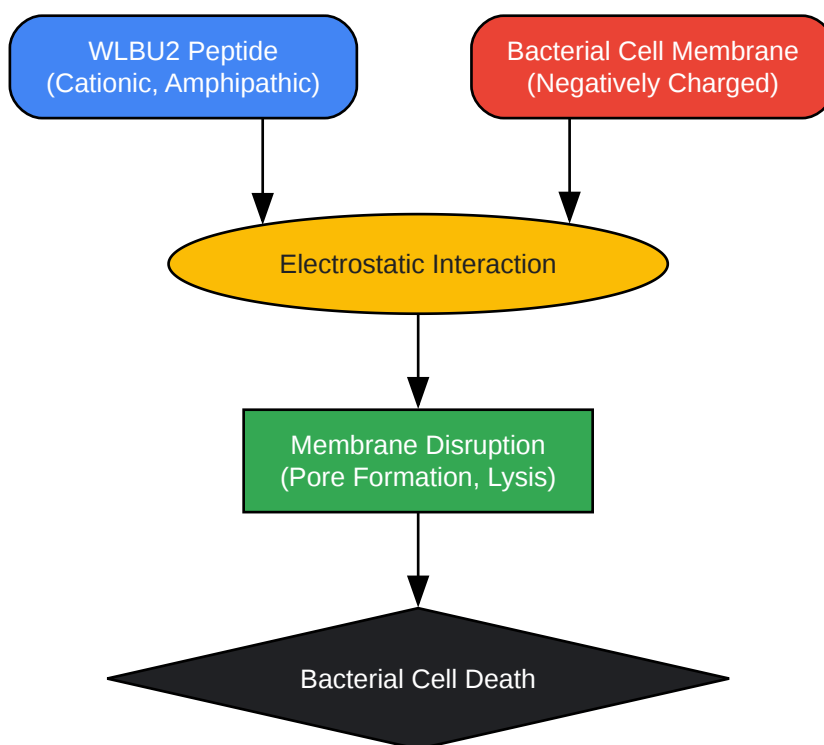 WLBU2 Peptide
(Cationic, Amphipathic)
Bacterial Cell Membrane
(Negatively Charged)
Electrostatic Interaction
Membrane Disruption
(Pore Formation, Lysis)
Bacterial Cell Death